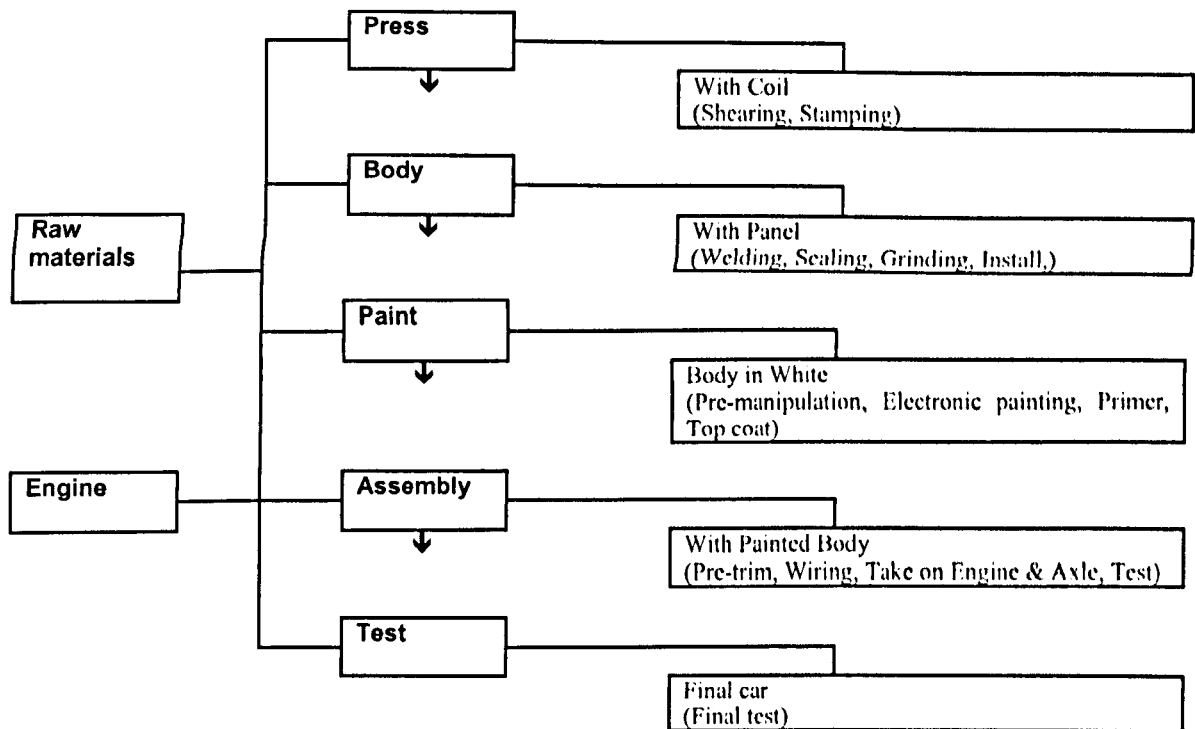 Press
With Coil
(Shearing, Stamping)
Body
With Panel
(Welding, Sealing, Grinding, Install,)
Raw
materials
Paint
Body in White
(Pre-manipulation, Electronic painting, Primer,
Top coat)
Engine
Assembly
With Painted Body
(Pre-trim, Wiring, Take on Engine & Axle, Test)
Test
Final car
(Final test)